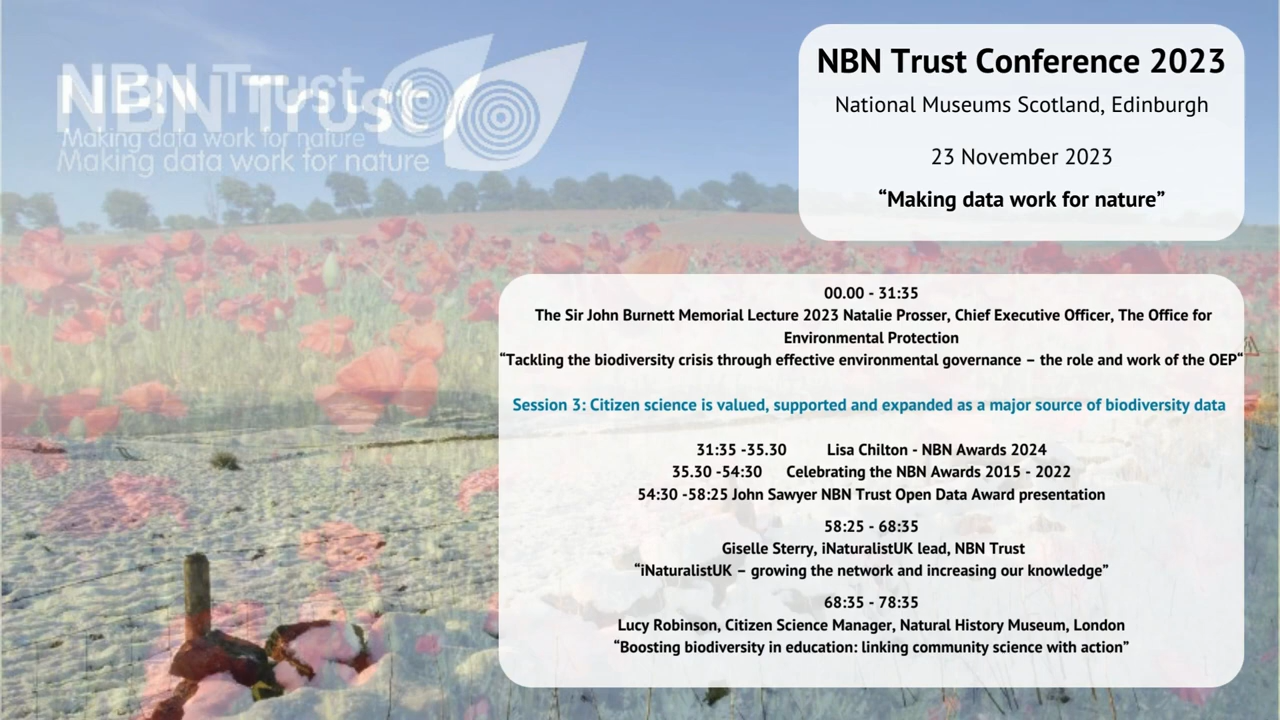 NBN Trust
Making data work for nature
NBN Trust
Making data work for nature
NBN Trust Conference 2023
National Museums Scotland, Edinburgh
23 November 2023
“Making data work for nature”
00.00 - 31:35
The Sir John Burnett Memorial Lecture 2023 Natalie Prosser, Chief Executive Officer, The Office for
Environmental Protection
“Tackling the biodiversity crisis through effective environmental governance – the role and work of the OEP“
Session 3: Citizen science is valued, supported and expanded as a major source of biodiversity data
31:35 -35.30 Lisa Chilton - NBN Awards 2024
35.30 -54:30 Celebrating the NBN Awards 2015 - 2022
54:30 -58:25 John Sawyer NBN Trust Open Data Award presentation
58:25 - 68:35
Giselle Sterry, iNaturalistUK lead, NBN Trust
“iNaturalistUK – growing the network and increasing our knowledge”
68:35 - 78:35
Lucy Robinson, Citizen Science Manager, Natural History Museum, London
“Boosting biodiversity in education: linking community science with action”